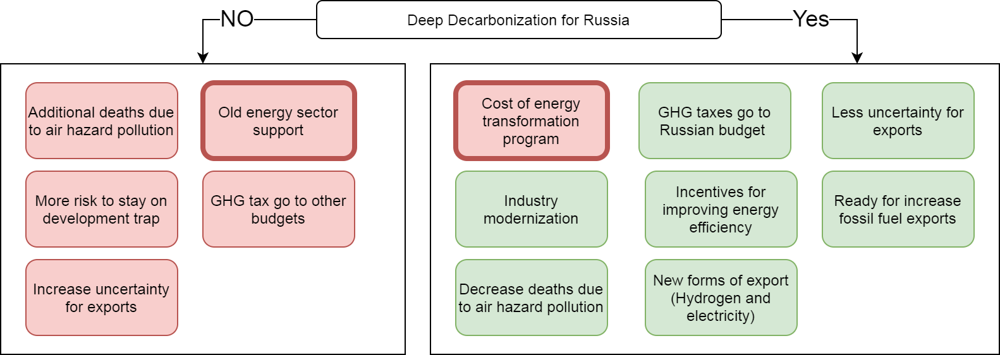 NO
Deep Decarbonization for Russia
Yes
Additional deaths due
to air hazard pollution
Old energy sector
support
More risk to stay on
development trap
GHG tax go to other
budgets
Increase uncertainty
for exports
Cost of energy
transformation
program
GHG taxes go to
Russian budget
Less uncertainty for
exports
Industry
modernization
Incentives for
improving energy
efficiency
Ready for increase
fossil fuel exports
Decrease deaths due
to air hazard pollution
New forms of export
(Hydrogen and
electricity)